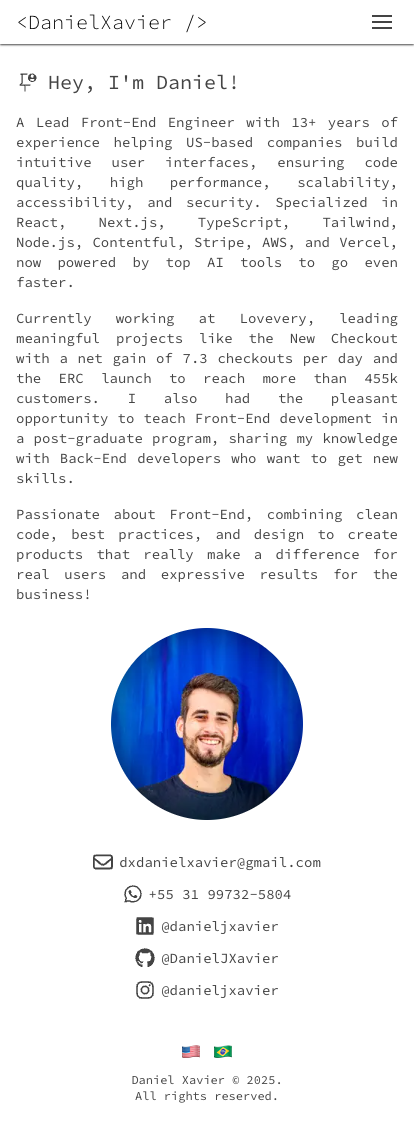 <DanielXavier />
Hey, I'm Daniel!
A Lead Front-End Engineer with 13+ years of
experience helping US-based companies build
intuitive user interfaces, ensuring code
quality, high performance, scalability,
accessibility, and security. Specialized in
React, Next.js, TypeScript, Tailwind,
Node.js, Contentful, Stripe, AWS, and Vercel,
now powered by top AI tools to go even
faster.
Currently working at Lovevery, leading
meaningful projects like the New Checkout
with a net gain of 7.3 checkouts per day and
the ERC launch to reach more than 455k
customers. I also had the pleasant
opportunity to teach Front-End development in
a post-graduate program, sharing my knowledge
with Back-End developers who want to get new
skills.
Passionate about Front-End, combining clean
code, best practices, and design to create
products that really make a difference for
real users and expressive results for the
business!
dxdanielxavier@gmail.com
+55 31 99732-5804
@danieljxavier
@DanielJXavier
@danieljxavier
Daniel Xavier © 2025.
All rights reserved.